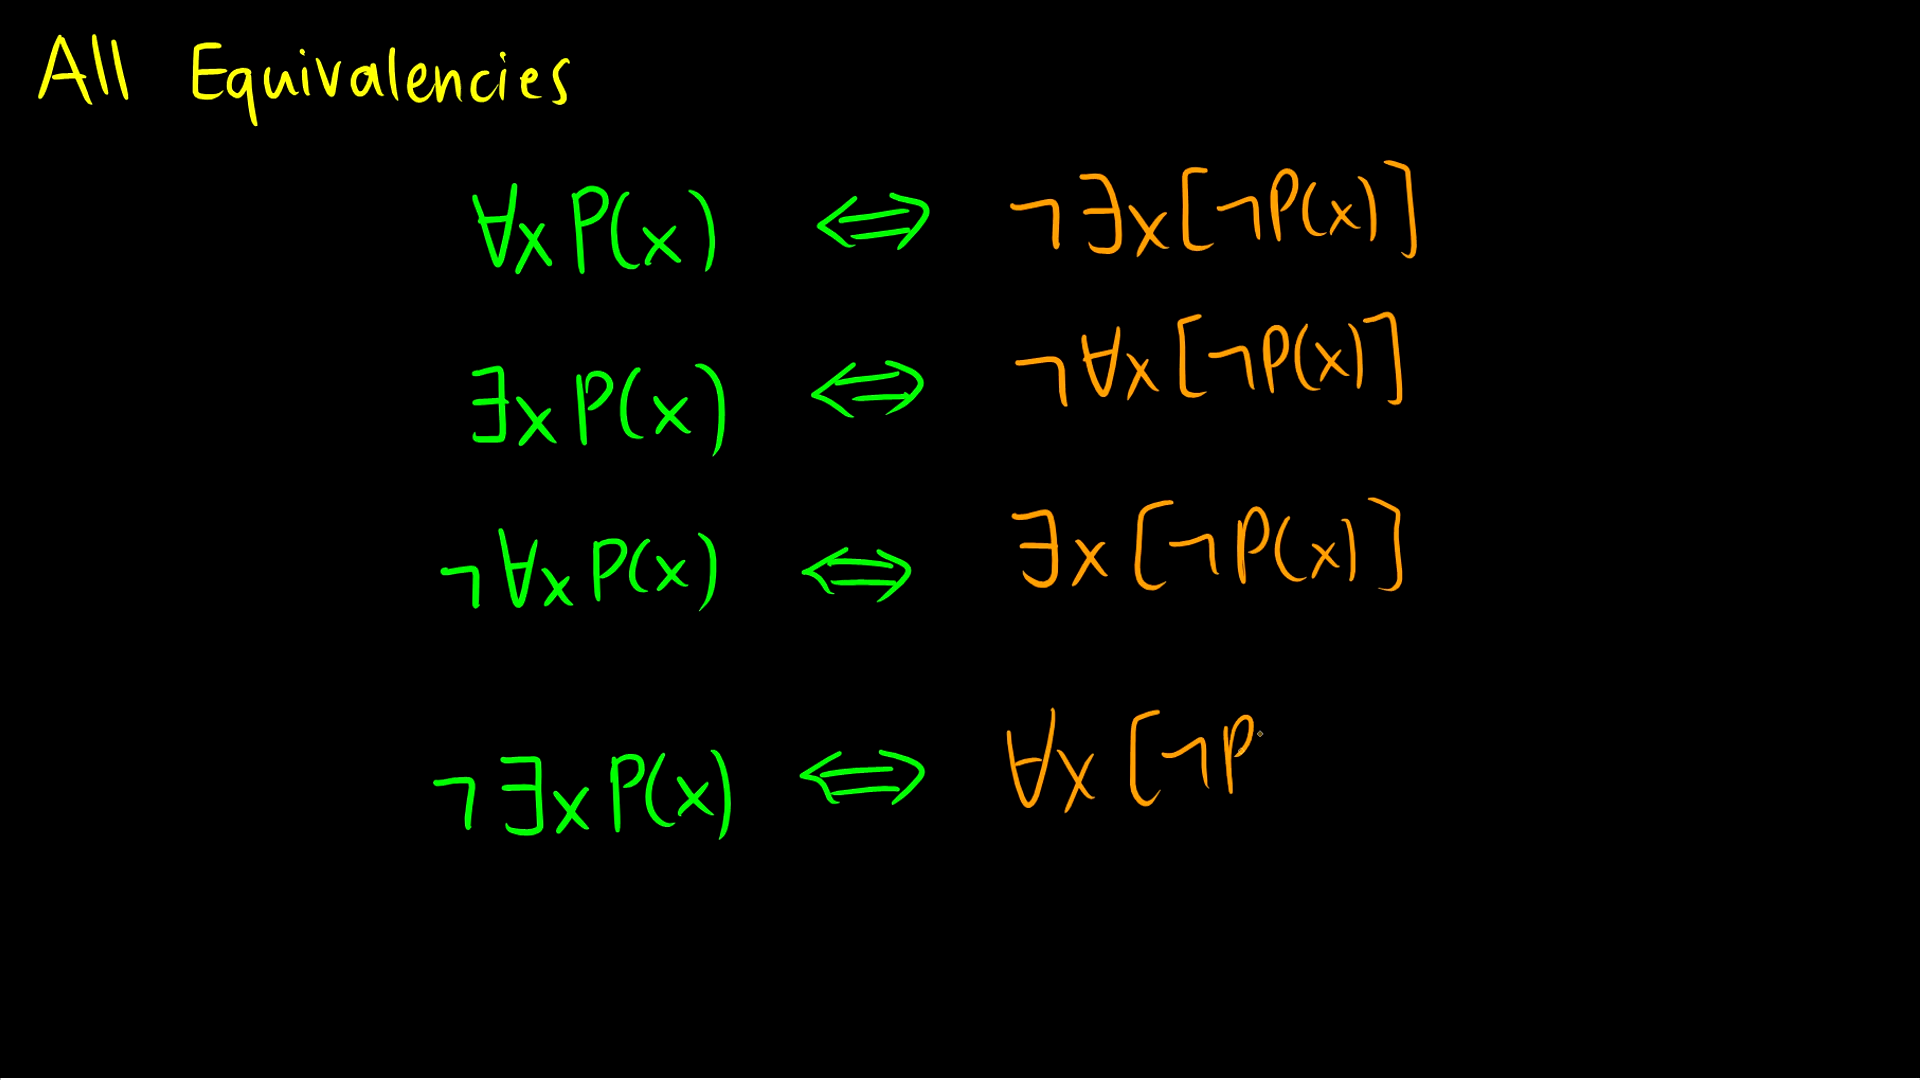 All Equivalencies
∀x P(x) ⟺ ¬∃x[¬P(x)]
∃x P(x) ⟺ ¬∀x[¬P(x)]
¬∀x P(x) ⟺ ∃x[¬P(x)]
¬∃x P(x) ⟺ ∀x[¬P